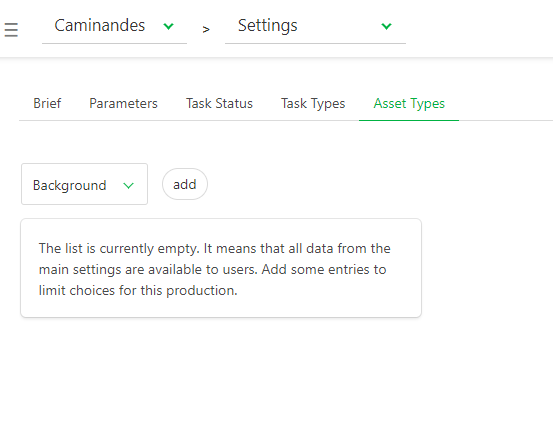 Caminandes > Settings
Brief Parameters Task Status Task Types Asset Types
Background add
The list is currently empty. It means that all data from the
main settings are available to users. Add some entries to
limit choices for this production.